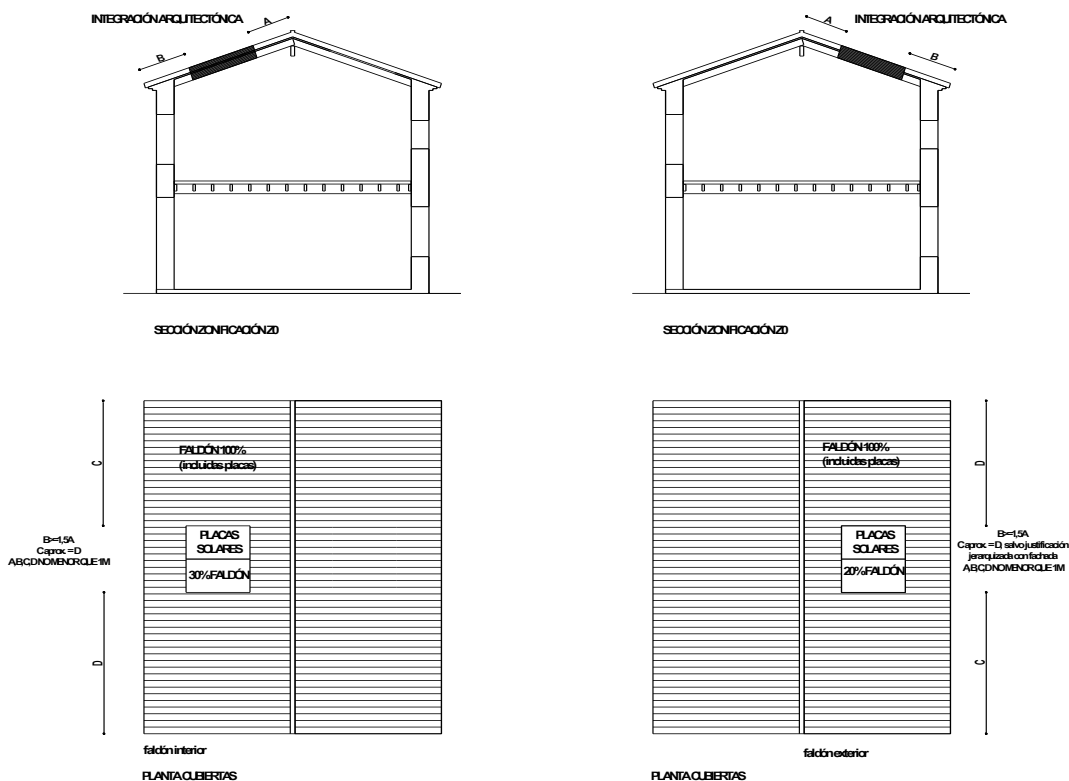 INTEGRACIÓN ARQUITECTÓNICA
A
B
SECCIÓN ZONIFICACIÓN Z0
INTEGRACIÓN ARQUITECTÓNICA
A
B
SECCIÓN ZONIFICACIÓN Z0
C
FALDÓN 100%
(incluidas placas)
PLACAS
SOLARES
30% FALDÓN
B>=1,5A
C aprox. = D
A,B,C,D NO MENOR QUE 1M
D
faldón interior
PLANTA CUBIERTAS
FALDÓN 100%
(incluidas placas)
D
PLACAS
SOLARES
20% FALDÓN
B>=1,5A
C aprox. = D, salvo justificación
jerarquizada con fachada
A,B,C,D NO MENOR QUE 1M
C
faldón exterior
PLANTA CUBIERTAS